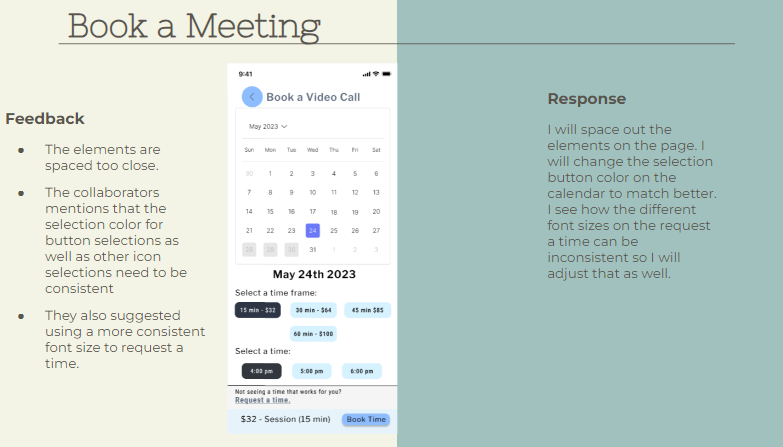 Book a Meeting
Feedback
● The elements are
spaced too close.
● The collaborators
mentions that the
selection color for
button selections as
well as other icon
selections need to be
consistent
● They also suggested
using a more consistent
font size to request a
time.
9:41
Book a Video Call
May 2023
Sun Mon Tue Wed Thu Fri Sat
30 1 2 3 4 5 6
7 8 9 10 11 12 13
14 15 16 17 18 19 20
21 22 23 24 25 26 27
28 29 30 31 1 2 3
May 24th 2023
Select a time frame:
15 min - $32 30 min - $64 45 min $85
60 min - $100
Select a time:
4:00 pm 5:00 pm 6:00 pm
Not seeing a time that works for you?
Request a time.
$32 - Session (15 min) Book Time
Response
I will space out the
elements on the page. I
will change the selection
button color on the
calendar to match better.
I see how the different
font sizes on the request
a time can be
inconsistent so I will
adjust that as well.